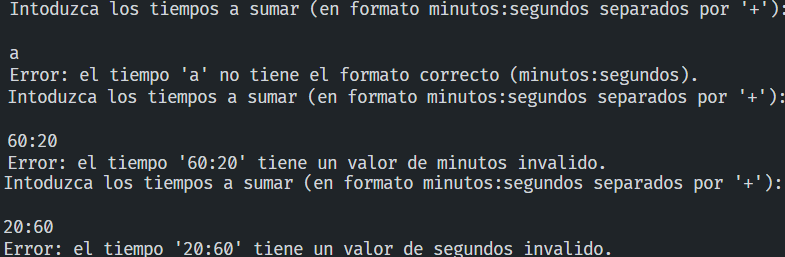 Intoduzca los tiempos a sumar (en formato minutos:segundos separados por '+'):
a
Error: el tiempo 'a' no tiene el formato correcto (minutos:segundos).
Intoduzca los tiempos a sumar (en formato minutos:segundos separados por '+'):
60:20
Error: el tiempo '60:20' tiene un valor de minutos invalido.
Intoduzca los tiempos a sumar (en formato minutos:segundos separados por '+'):
20:60
Error: el tiempo '20:60' tiene un valor de segundos invalido.